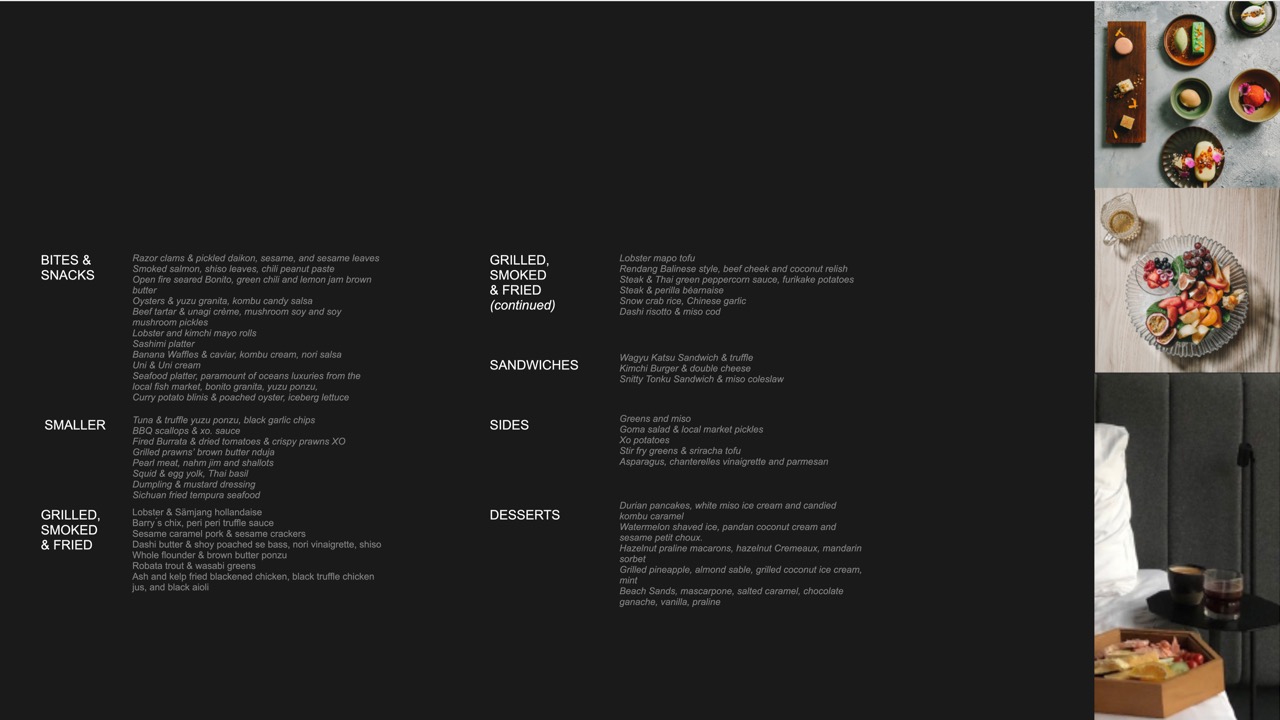 BITES &
SNACKS
Razor clams & pickled daikon, sesame, and sesame leaves
Smoked salmon, shiso leaves, chili peanut paste
Open fire seared Bonito, green chili and lemon jam brown
butter
Oysters & yuzu granita, kombu candy salsa
Beef tartar & unagi créme, mushroom soy and soy
mushroom pickles
Lobster and kimchi mayo rolls
Sashimi platter
Banana Waffles & caviar, kombu cream, nori salsa
Uni & Uni cream
Seafood platter, paramount of oceans luxuries from the
local fish market, bonito granita, yuzu ponzu,
Curry potato blinis & poached oyster, iceberg lettuce
SMALLER
Tuna & truffle yuzu ponzu, black garlic chips
BBQ scallops & xo. sauce
Fired Burrata & dried tomatoes & crispy prawns XO
Grilled prawns' brown butter nduja
Pearl meat, nahm jim and shallots
Squid & egg yolk, Thai basil
Dumpling & mustard dressing
Sichuan fried tempura seafood
GRILLED,
SMOKED
& FRIED
Lobster & Sämjang hollandaise
Barry´s chix, peri peri truffle sauce
Sesame caramel pork & sesame crackers
Dashi butter & shoy poached se bass, nori vinaigrette, shiso
Whole flounder & brown butter ponzu
Robata trout & wasabi greens
Ash and kelp fried blackened chicken, black truffle chicken
jus, and black aioli
GRILLED,
SMOKED
& FRIED
(continued)
Lobster mapo tofu
Rendang Balinese style, beef cheek and coconut relish
Steak & Thai green peppercorn sauce, furikake potatoes
Steak & perilla béarnaise
Snow crab rice, Chinese garlic
Dashi risotto & miso cod
SANDWICHES
Wagyu Katsu Sandwich & truffle
Kimchi Burger & double cheese
Snitty Tonku Sandwich & miso coleslaw
SIDES
Greens and miso
Goma salad & local market pickles
Xo potatoes
Stir fry greens & sriracha tofu
Asparagus, chanterelles vinaigrette and parmesan
DESSERTS
Durian pancakes, white miso ice cream and candied
kombu caramel
Watermelon shaved ice, pandan coconut cream and
sesame petit choux.
Hazelnut praline macarons, hazelnut Cremeaux, mandarin
sorbet
Grilled pineapple, almond sable, grilled coconut ice cream,
mint
Beach Sands, mascarpone, salted caramel, chocolate
ganache, vanilla, praline